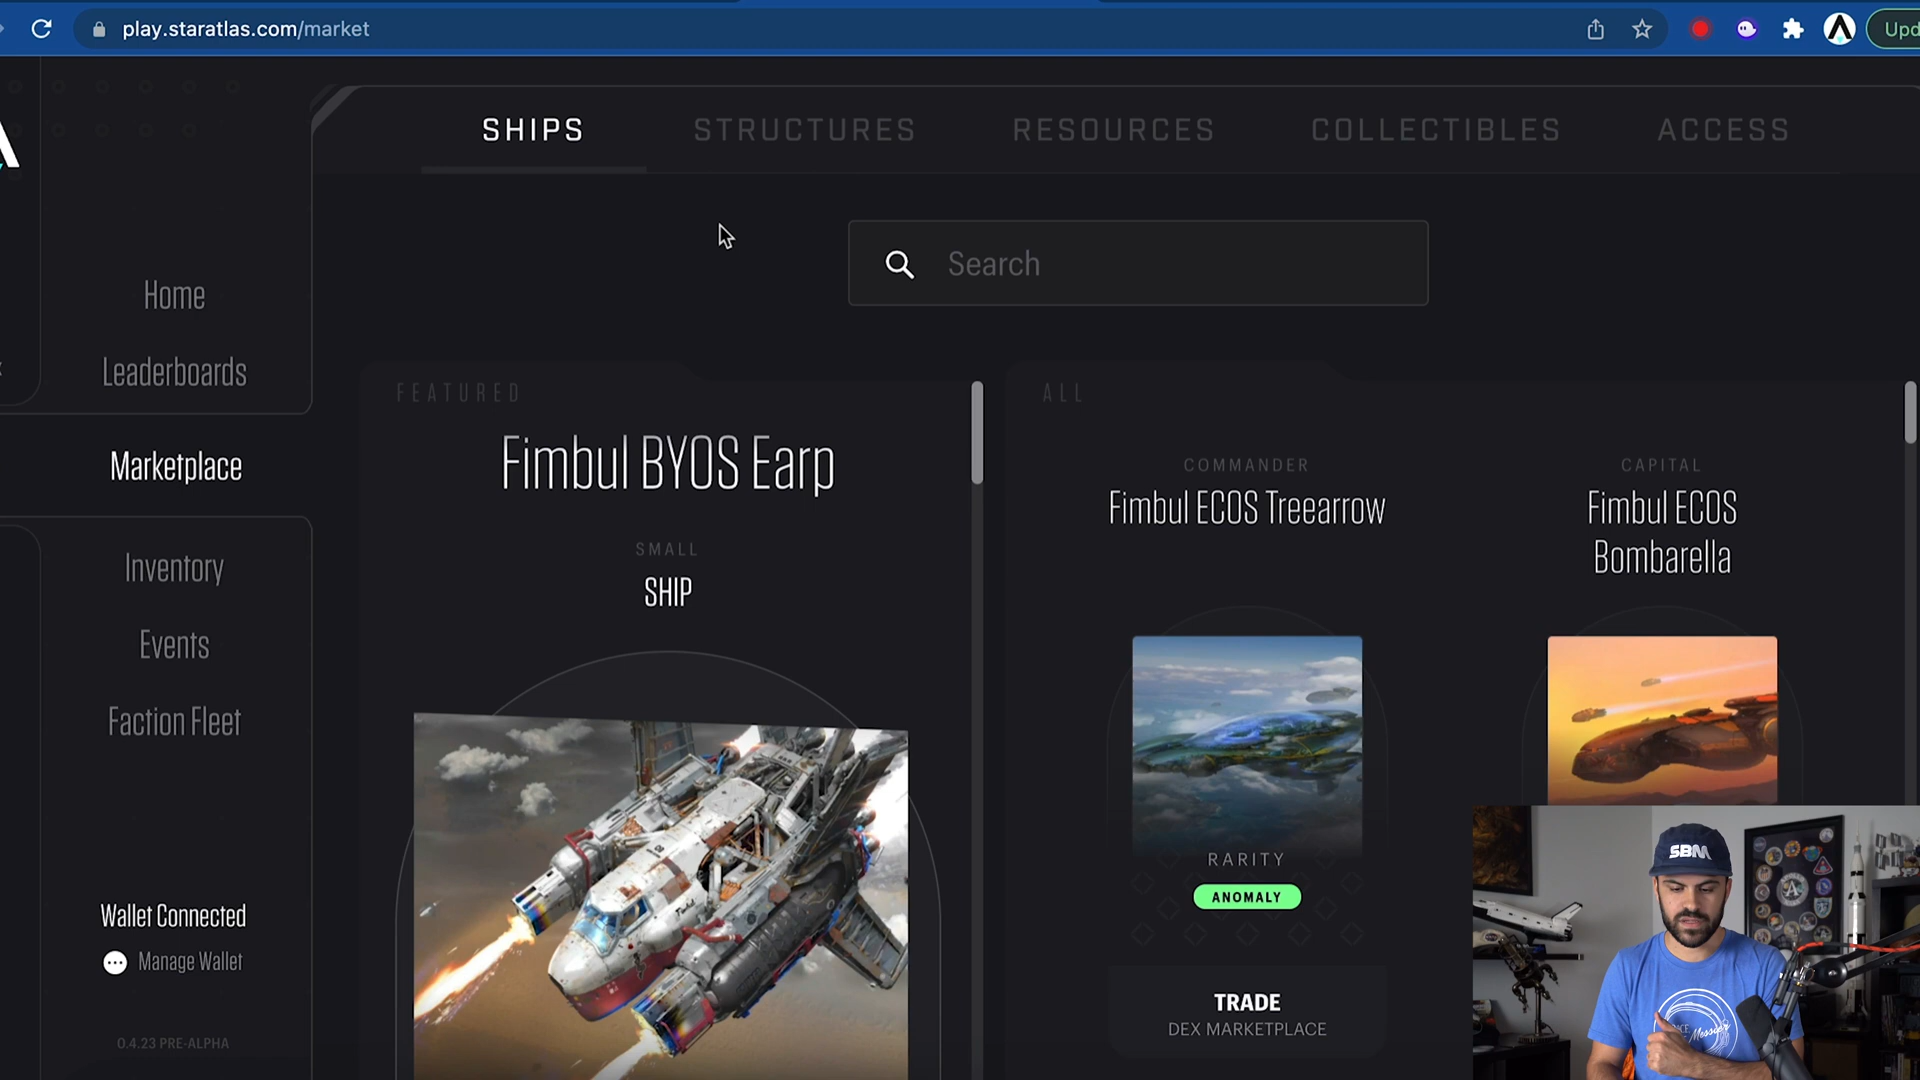 play.staratlas.com/market
Upd
SHIPS STRUCTURES RESOURCES COLLECTIBLES ACCESS
Search
Home
Leaderboards
Marketplace
Inventory
Events
Faction Fleet
Wallet Connected
Manage Wallet
0.4.23 PRE-ALPHA
FEATURED
Fimbul BYOS Earp
SMALL
SHIP
ALL
COMMANDER
Fimbul ECOS Treearrow
RARITY
ANOMALY
TRADE
DEX MARKETPLACE
CAPITAL
Fimbul ECOS
Bombarella
SBM